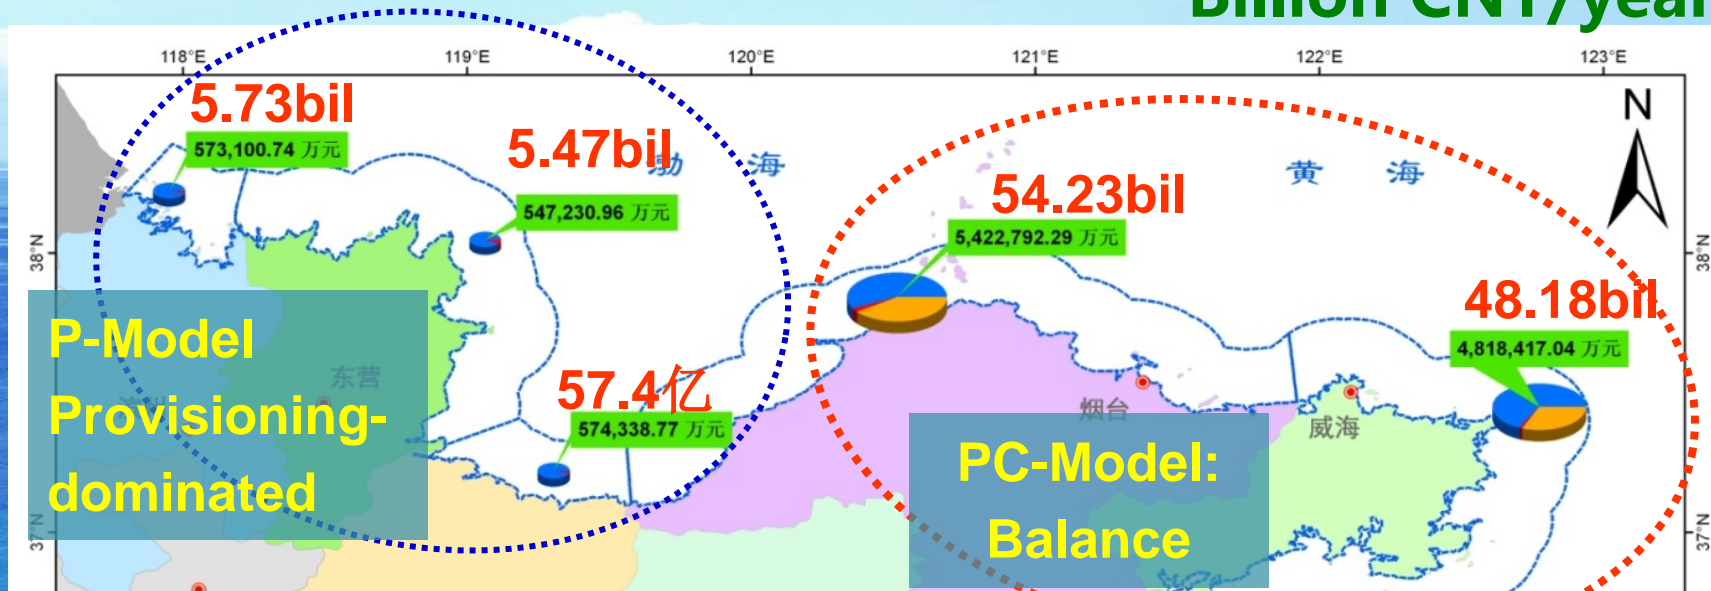 Billion CNY/year
118°E 119°E 120°E 121°E 122°E 123°E
N
5.73bil
573,100.74 万元
5.47bil
渤 海
黄 海
547,230.96 万元
54.23bil
5,422,792.29 万元
38°N
38°N
48.18bil
4,818,417.04 万元
P-Model
Provisioning-
dominated
东营
滨州
57.4亿
574,338.77 万元
烟台
威海
PC-Model:
Balance
37°N
37°N